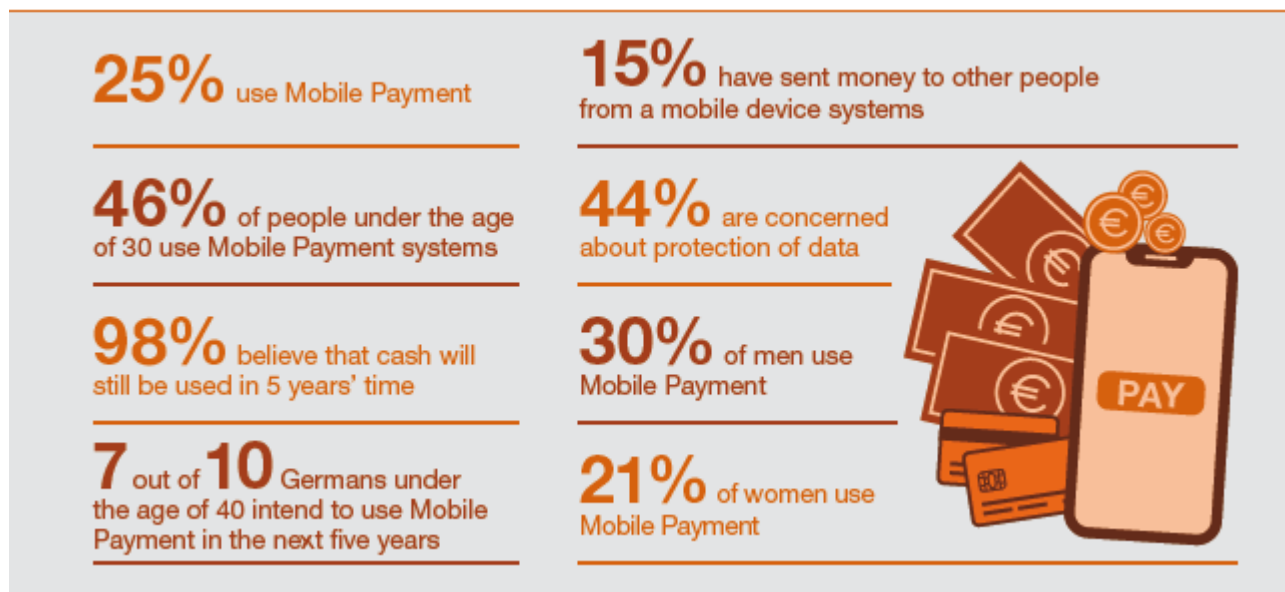 25% use Mobile Payment
46% of people under the age
of 30 use Mobile Payment systems
98% believe that cash will
still be used in 5 years’ time
7 out of 10 Germans under
the age of 40 intend to use Mobile
Payment in the next five years
15% have sent money to other people
from a mobile device systems
44% are concerned
about protection of data
30% of men use
Mobile Payment
21% of women use
Mobile Payment
€
€
€
€
€
€
PAY